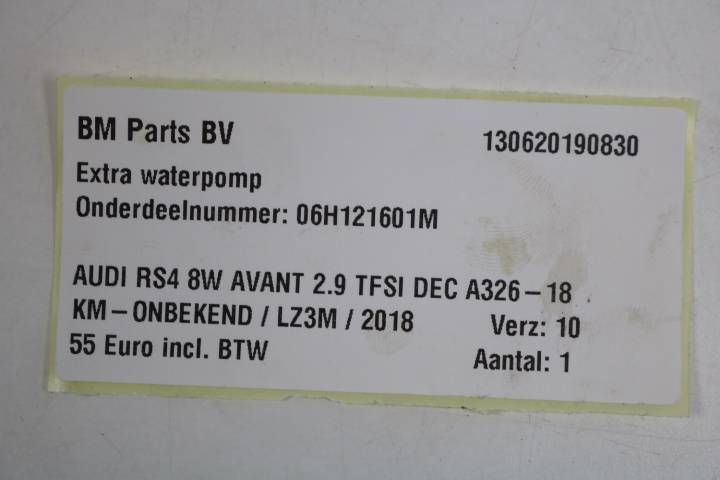 BM Parts BV 130620190830
Extra waterpomp
Onderdeelnummer: 06H121601M
AUDI RS4 8W AVANT 2.9 TFSI DEC A326-18
KM-ONBEKEND / LZ3M / 2018 Verz: 10
55 Euro incl. BTW Aantal: 1